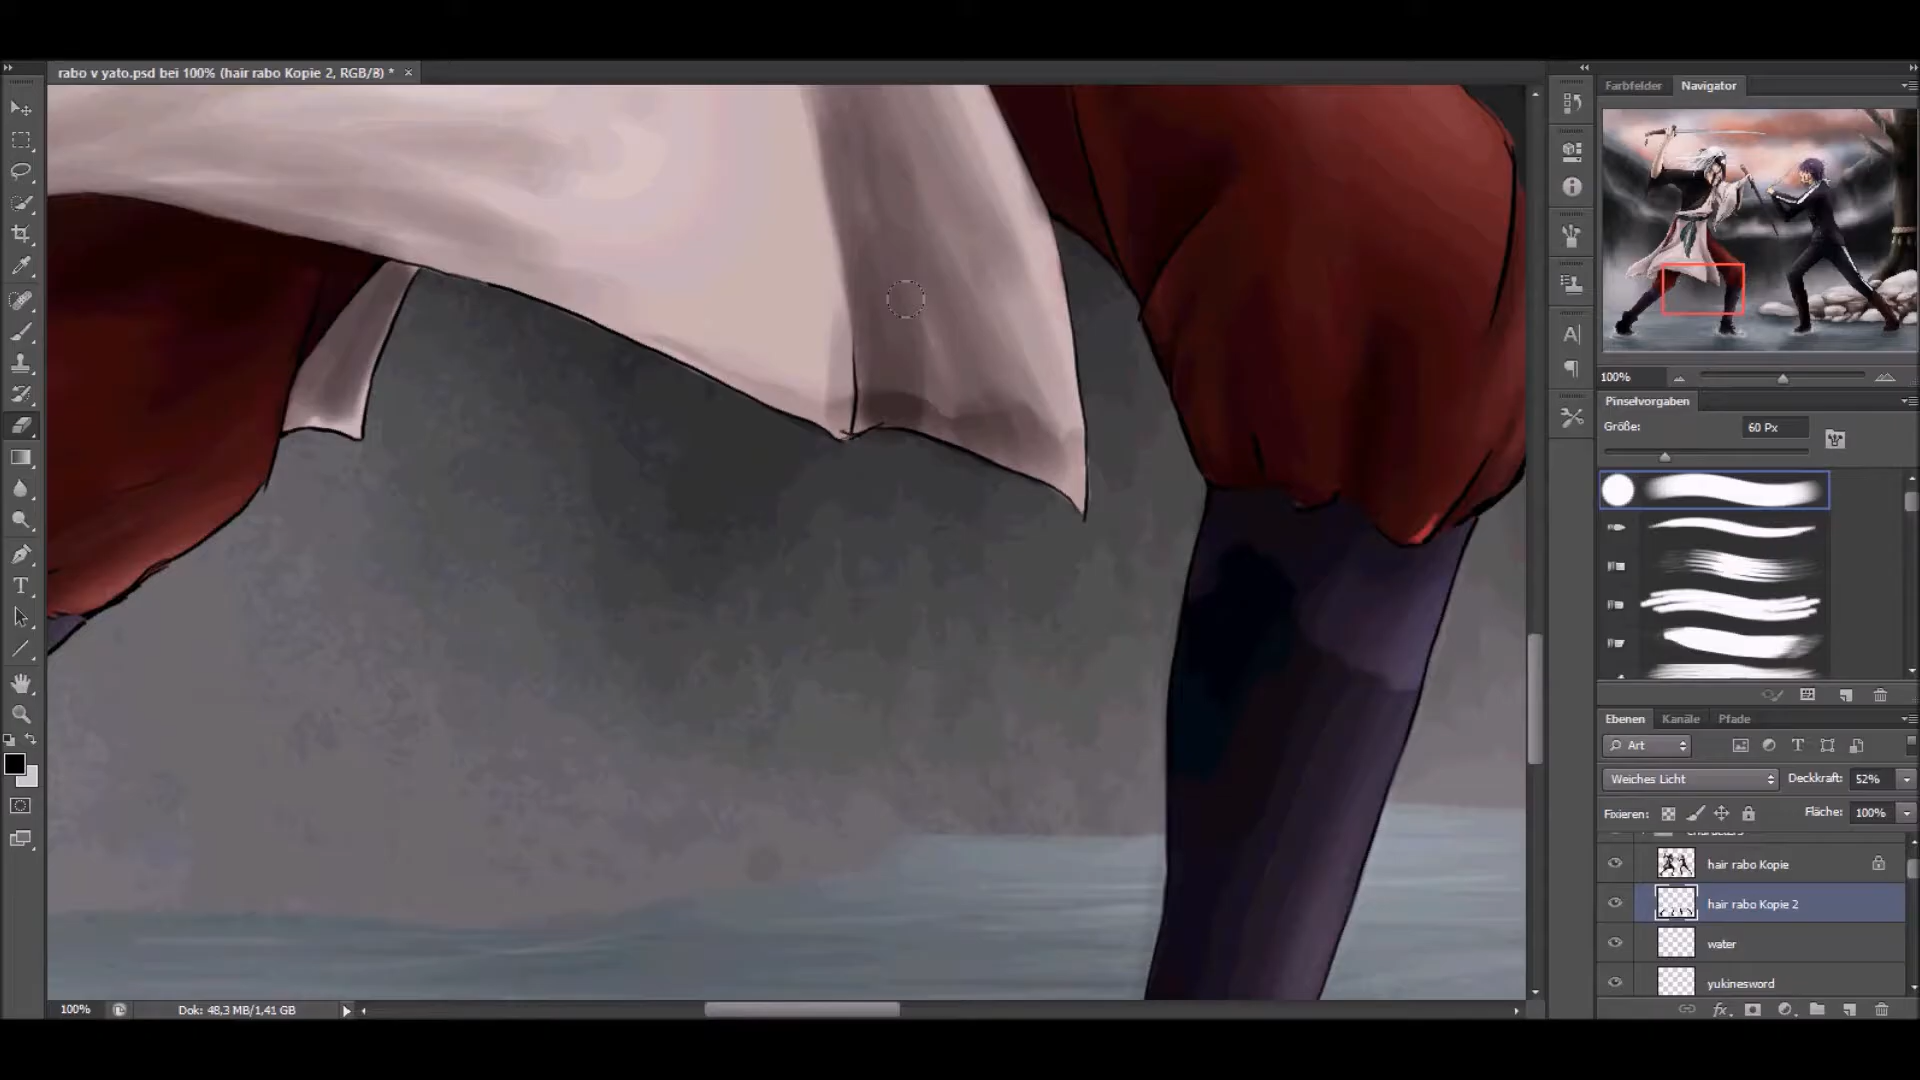 rabo v yato.psd bei 100% (hair rabo Kopie 2, RGB/8) * ×
Farbfelder Navigator
100%
Pinselvorgaben
Größe: 60 Px
Ebenen Kanäle Pfade
Art
Weiches Licht Deckkraft: 52%
Fixieren: Fläche: 100%
characters
hair rabo Kopie
hair rabo Kopie 2
water
yukinesword
100% Dok: 48,3 MB/1,41 GB